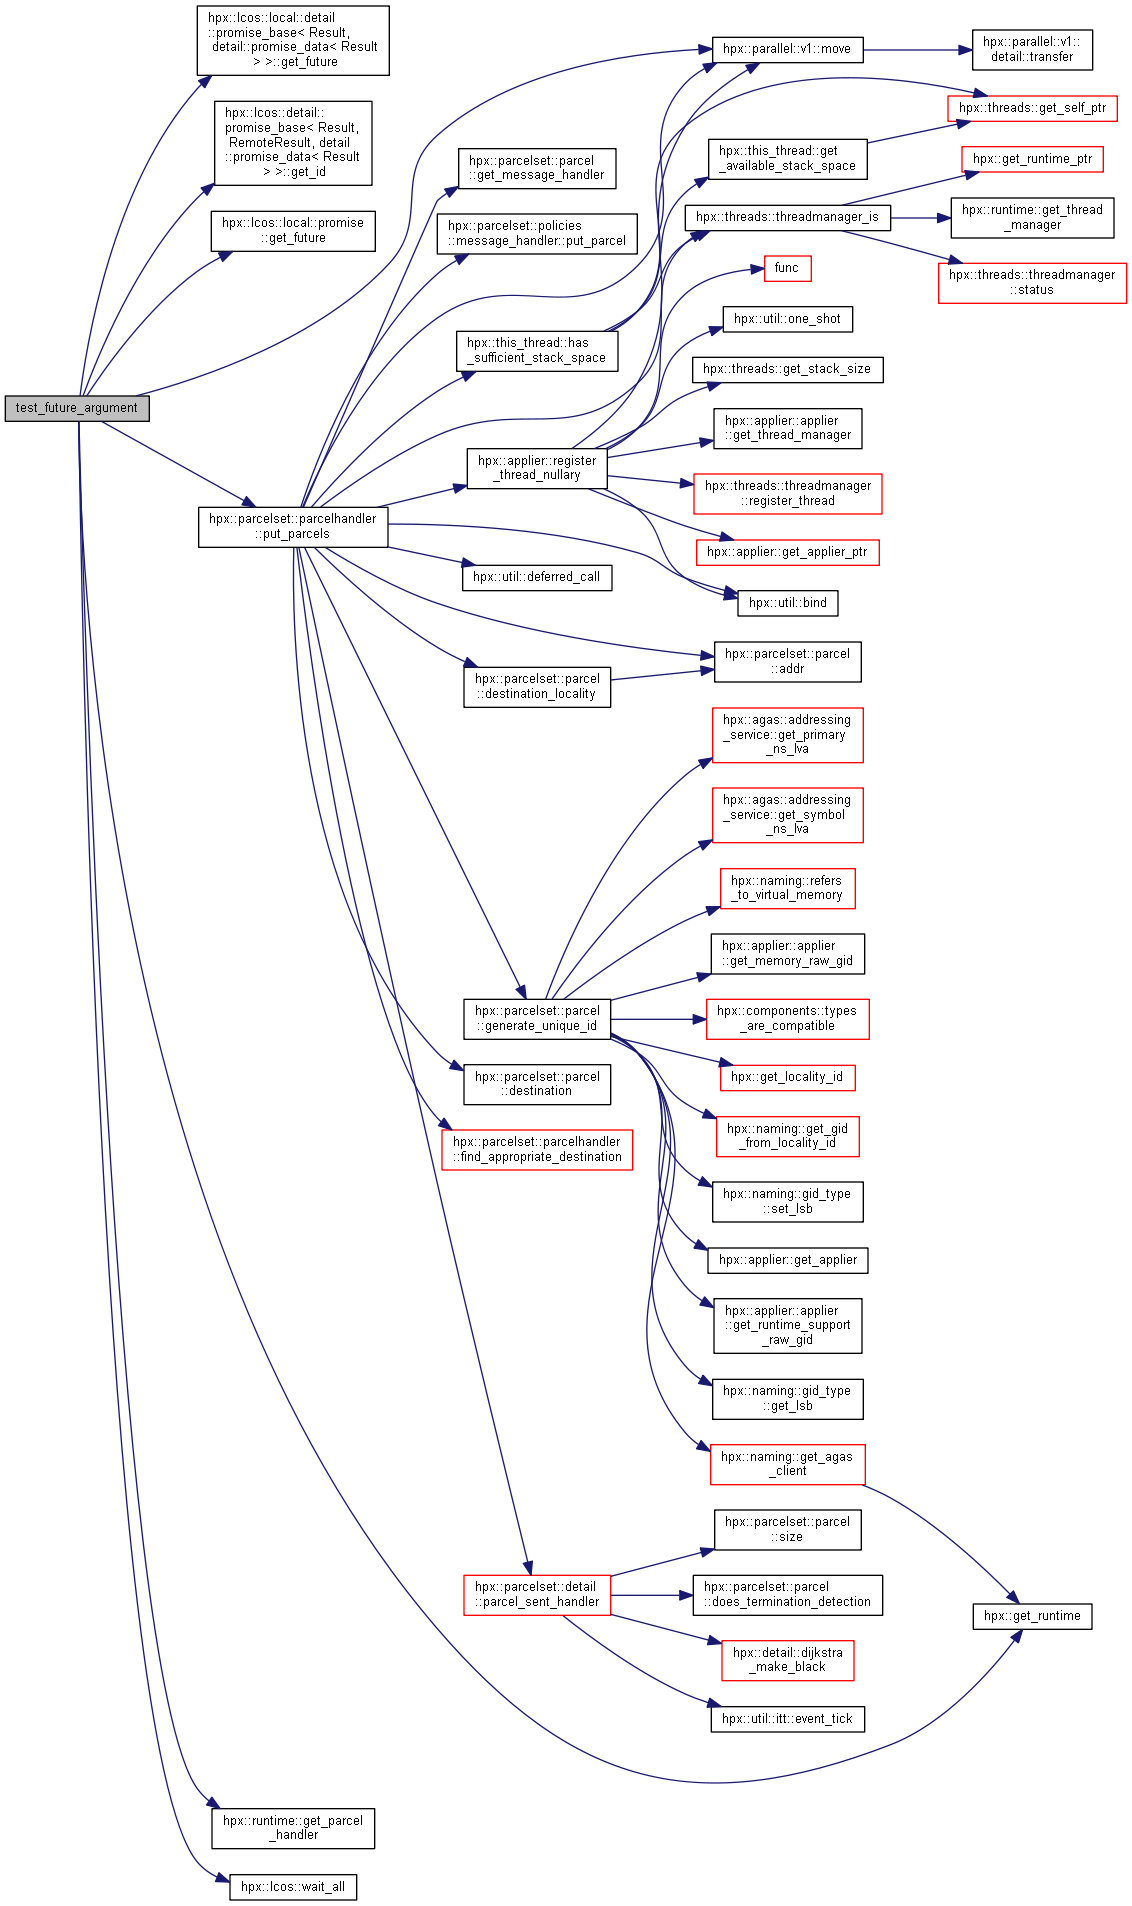 hpx::lcos::local::detail
::promise_base< Result,
detail::promise_data< Result
> >::get_future
hpx::lcos::detail::
promise_base< Result,
RemoteResult, detail
::promise_data< Result
> >::get_id
hpx::lcos::local::promise
::get_future
test_future_argument
hpx::parcelset::parcelhandler
::put_parcels
hpx::runtime::get_parcel
_handler
hpx::lcos::wait_all
hpx::parcelset::parcel
::get_message_handler
hpx::parcelset::policies
::message_handler::put_parcel
hpx::this_thread::has
_sufficient_stack_space
hpx::applier::register
_thread_nullary
hpx::util::deferred_call
hpx::parcelset::parcel
::destination_locality
hpx::parcelset::parcel
::generate_unique_id
hpx::parcelset::parcel
::destination
hpx::parcelset::parcelhandler
::find_appropriate_destination
hpx::parcelset::detail
::parcel_sent_handler
hpx::parallel::v1::move
hpx::this_thread::get
_available_stack_space
hpx::threads::threadmanager_is
func
hpx::util::one_shot
hpx::threads::get_stack_size
hpx::applier::applier
::get_thread_manager
hpx::threads::threadmanager
::register_thread
hpx::applier::get_applier_ptr
hpx::util::bind
hpx::parcelset::parcel
::addr
hpx::agas::addressing
_service::get_primary
_ns_lva
hpx::agas::addressing
_service::get_symbol
_ns_lva
hpx::naming::refers
_to_virtual_memory
hpx::applier::applier
::get_memory_raw_gid
hpx::components::types
_are_compatible
hpx::get_locality_id
hpx::naming::get_gid
_from_locality_id
hpx::naming::gid_type
::set_lsb
hpx::applier::get_applier
hpx::applier::applier
::get_runtime_support
_raw_gid
hpx::naming::gid_type
::get_lsb
hpx::naming::get_agas
_client
hpx::parcelset::parcel
::size
hpx::parcelset::parcel
::does_termination_detection
hpx::detail::dijkstra
_make_black
hpx::util::itt::event_tick
hpx::parallel::v1::
detail::transfer
hpx::threads::get_self_ptr
hpx::get_runtime_ptr
hpx::runtime::get_thread
_manager
hpx::threads::threadmanager
::status
hpx::get_runtime